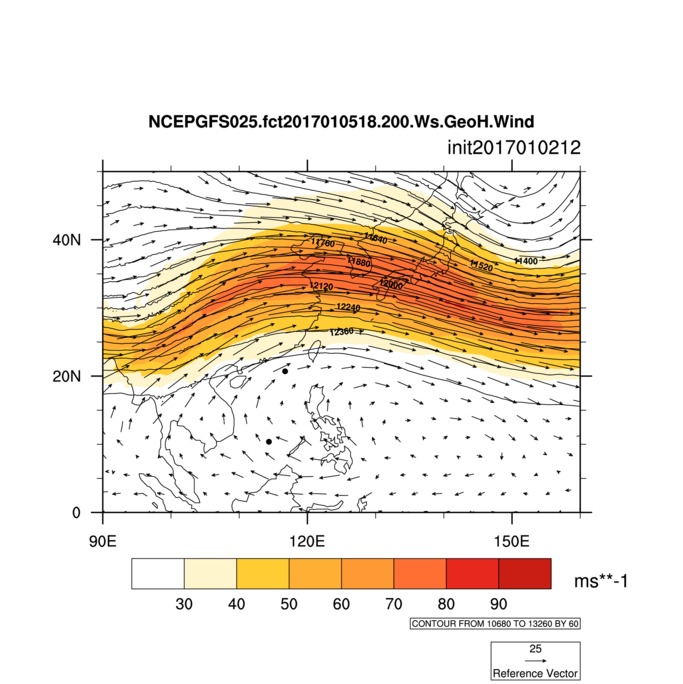 NCEPGFS025.fct2017010518.200.Ws.GeoH.Wind
init2017010212
40N
20N
0
11760
11640
11880
11520
11400
12120
12000
12240
12360
90E 120E 150E
30 40 50 60 70 80 90
ms**-1
CONTOUR FROM 10680 TO 13260 BY 60
25
Reference Vector